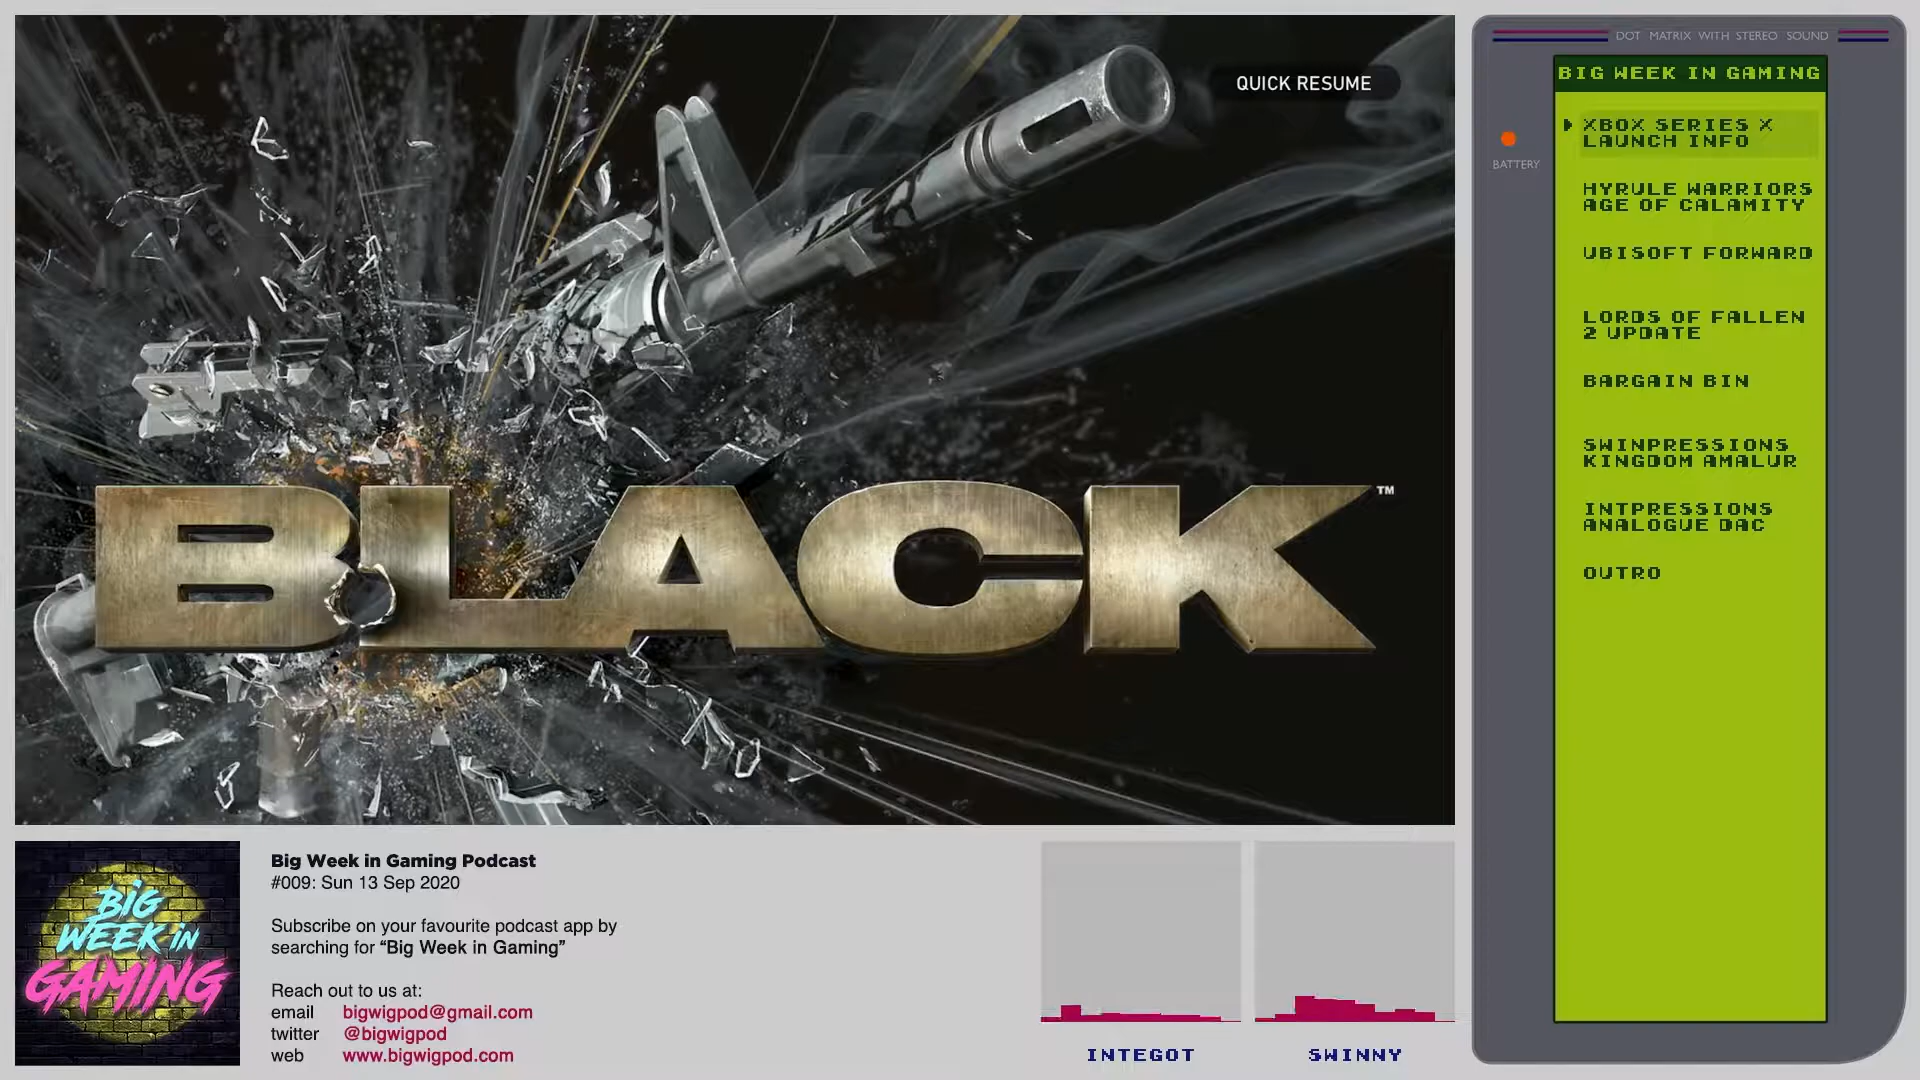 QUICK RESUME
BLACK™
BIG
WEEK iN
GAMING
Big Week in Gaming Podcast
#009: Sun 13 Sep 2020
Subscribe on your favourite podcast app by
searching for “Big Week in Gaming”
Reach out to us at:
email bigwigpod@gmail.com
twitter @bigwigpod
web www.bigwigpod.com
INTEGOT
SWINNY
DOT MATRIX WITH STEREO SOUND
BATTERY
BIG WEEK IN GAMING
XBOX SERIES X
LAUNCH INFO
HYRULE WARRIORS
AGE OF CALAMITY
UBISOFT FORWARD
LORDS OF FALLEN
2 UPDATE
BARGAIN BIN
SWINPRESSIONS
KINGDOM AMALUR
INTPRESSIONS
ANALOGUE DAC
OUTRO